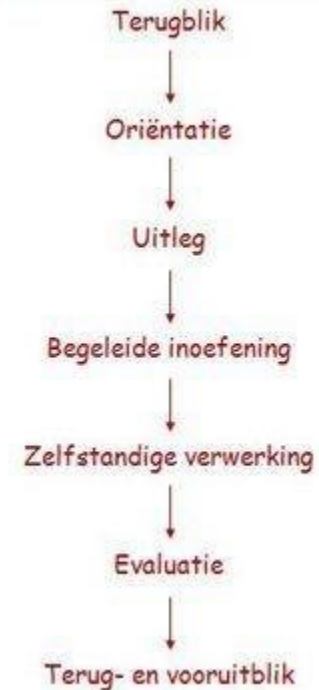 Terugblik
Oriëntatie
Uitleg
Begeleide inoefening
Zelfstandige verwerking
Evaluatie
Terug- en vooruitblik